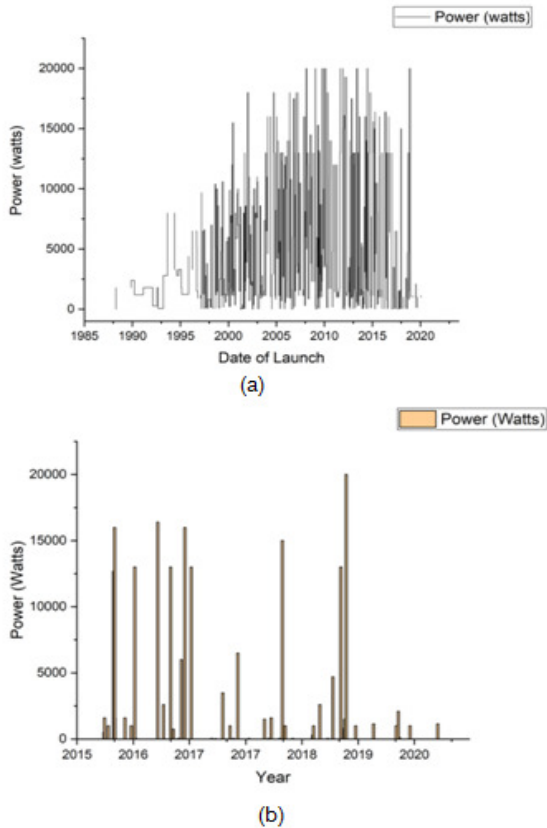 Power (watts)
20000
15000
10000
5000
0
Power (watts)
1985 1990 1995 2000 2005 2010 2015 2020
Date of Launch
(a)
Power (Watts)
20000
15000
10000
5000
0
Power (Watts)
2015 2016 2017 2017 2018 2019 2020
Year
(b)